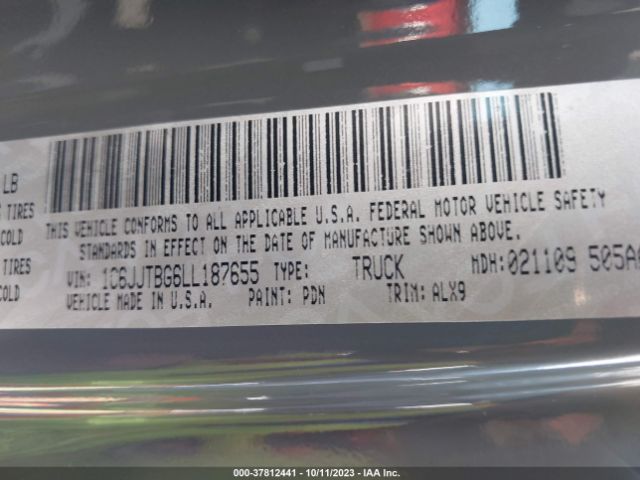 LB
TIRES
COLD
TIRES
COLD
THIS VEHICLE CONFORMS TO ALL APPLICABLE U.S.A. FEDERAL MOTOR VEHICLE SAFETY
STANDARDS IN EFFECT ON THE DATE OF MANUFACTURE SHOWN ABOVE.
VIN: 1C6JJTBG6LL187655 TYPE: TRUCK MDH:021109 505A
VEHICLE MADE IN U.S.A. PAINT: PDN TRIM: ALX9
000-37812441 - 10/11/2023 - IAA Inc.